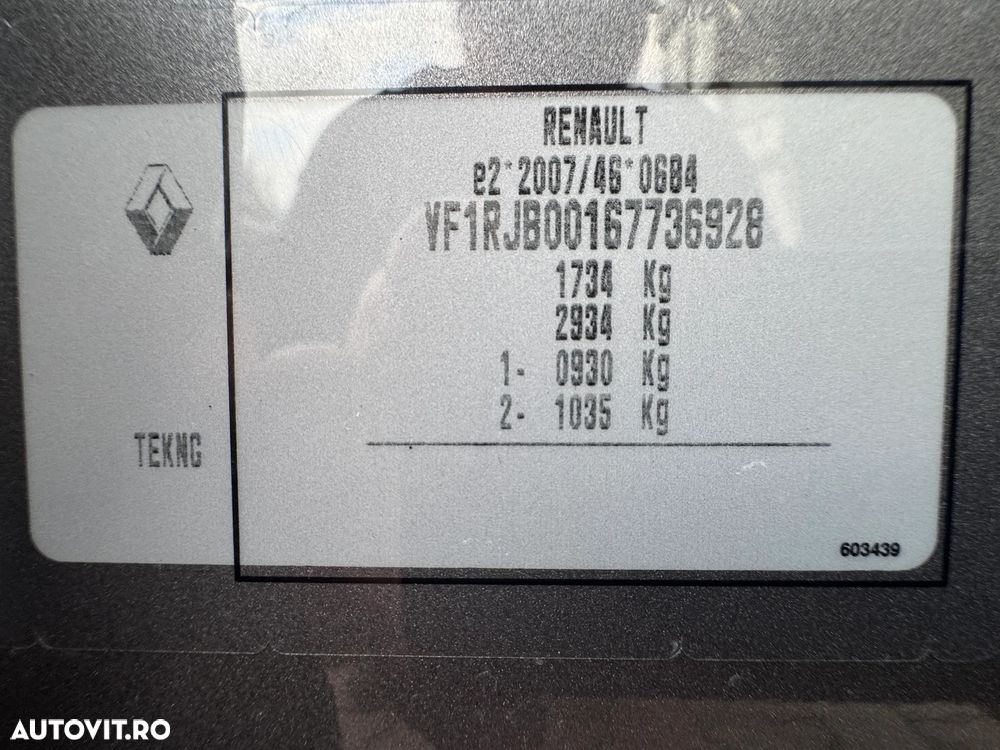 RENAULT
e2*2007/46*0684
VF1RJB00167736928
1734 Kg
2934 Kg
1- 0930 Kg
2- 1035 Kg
TEKNG
603439
AUTOVIT.RO